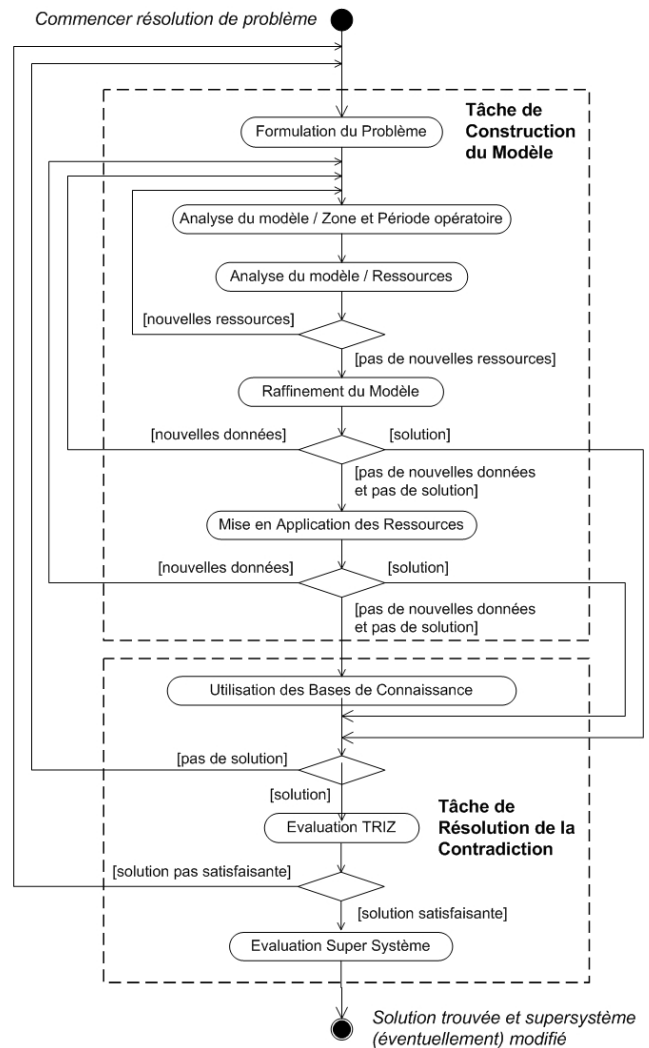 Commencer résolution de problème
Tâche de
Construction
du Modèle
Formulation du Problème
Analyse du modèle / Zone et Période opératoire
Analyse du modèle / Ressources
[nouvelles ressources]
[pas de nouvelles ressources]
Raffinement du Modèle
[nouvelles données]
[solution]
[pas de nouvelles données
et pas de solution]
Mise en Application des Ressources
[nouvelles données]
[solution]
[pas de nouvelles données
et pas de solution]
Utilisation des Bases de Connaissance
[pas de solution]
[solution]
Tâche de
Résolution de la
Contradiction
Evaluation TRIZ
[solution pas satisfaisante]
[solution satisfaisante]
Evaluation Super Système
Solution trouvée et supersystème
(éventuellement) modifié